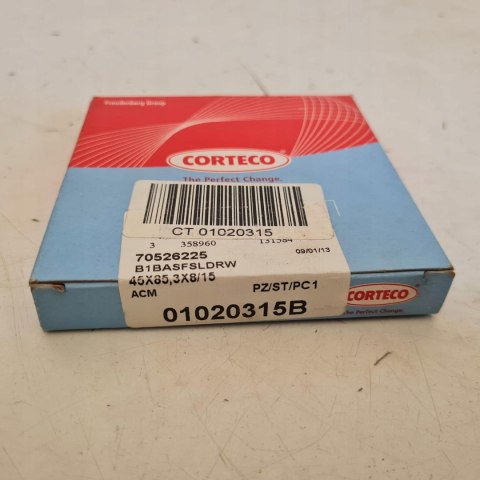 Freudenberg Group
CORTECO
The Perfect Change.
CT 01020315
3 358960 131984
70526225
09/01/13
B1BASFSLDRW
45X85,3X8/15
ACM
PZ/ST/PC1
01020315B
CORTECO
The Perfect Change.